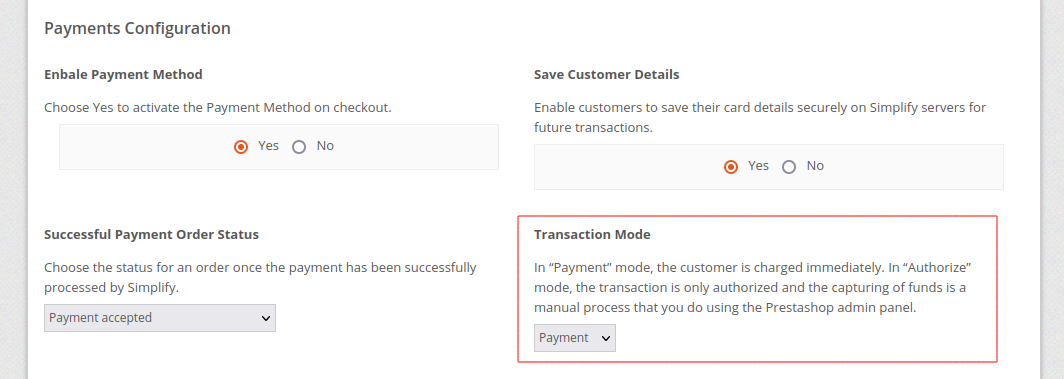 Payments Configuration
Enbale Payment Method
Choose Yes to activate the Payment Method on checkout.
Yes No
Save Customer Details
Enable customers to save their card details securely on Simplify servers for
future transactions.
Yes No
Successful Payment Order Status
Choose the status for an order once the payment has been successfully
processed by Simplify.
Payment accepted
Transaction Mode
In “Payment” mode, the customer is charged immediately. In “Authorize”
mode, the transaction is only authorized and the capturing of funds is a
manual process that you do using the Prestashop admin panel.
Payment